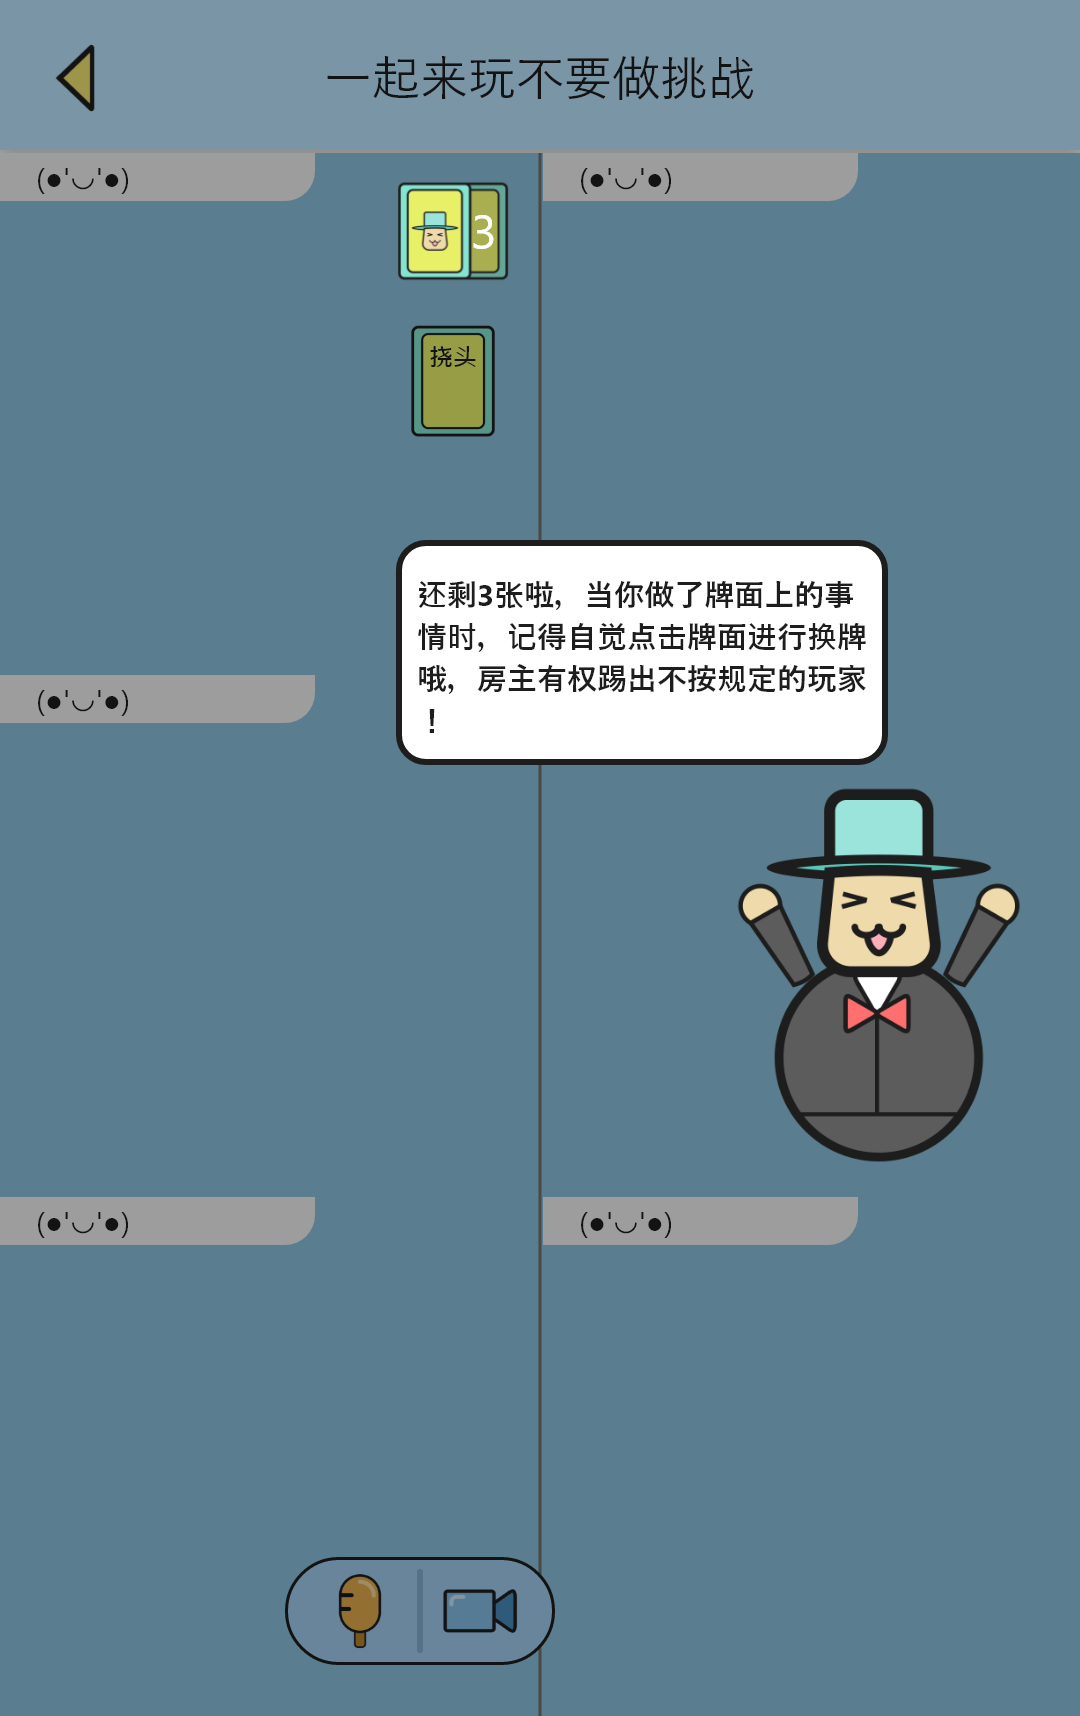 一起来玩不要做挑战
(●'◡'●)
(●'◡'●)
3
挠头
还剩3张啦，当你做了牌面上的事
情时，记得自觉点击牌面进行换牌
哦，房主有权踢出不按规定的玩家
！
(●'◡'●)
(●'◡'●)
(●'◡'●)